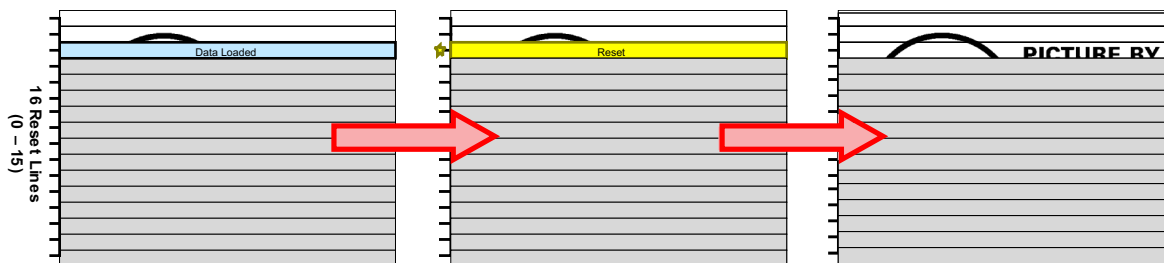 16 Reset Lines
(0 – 15)
Data Loaded
Reset
PICTURE BY